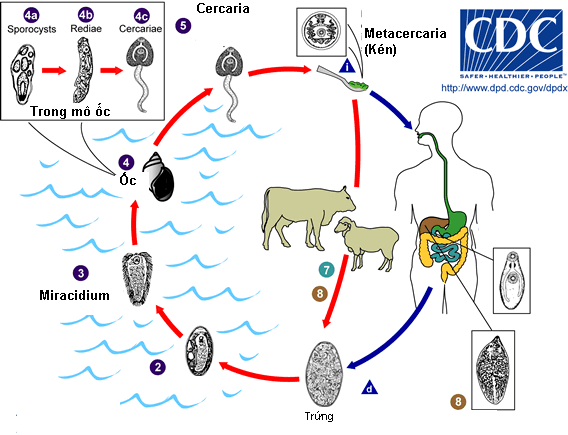 4a
4b
4c
Sporocysts
Rediae
Cercariae
Trong mô ốc
Cercaria
5
Metacercaria
(Kén)
i
CDC
SAFER • HEALTHIER • PEOPLE™
http://www.dpd.cdc.gov/dpdx
4
Ốc
3
Miracidium
7
8
2
Trứng
d
8